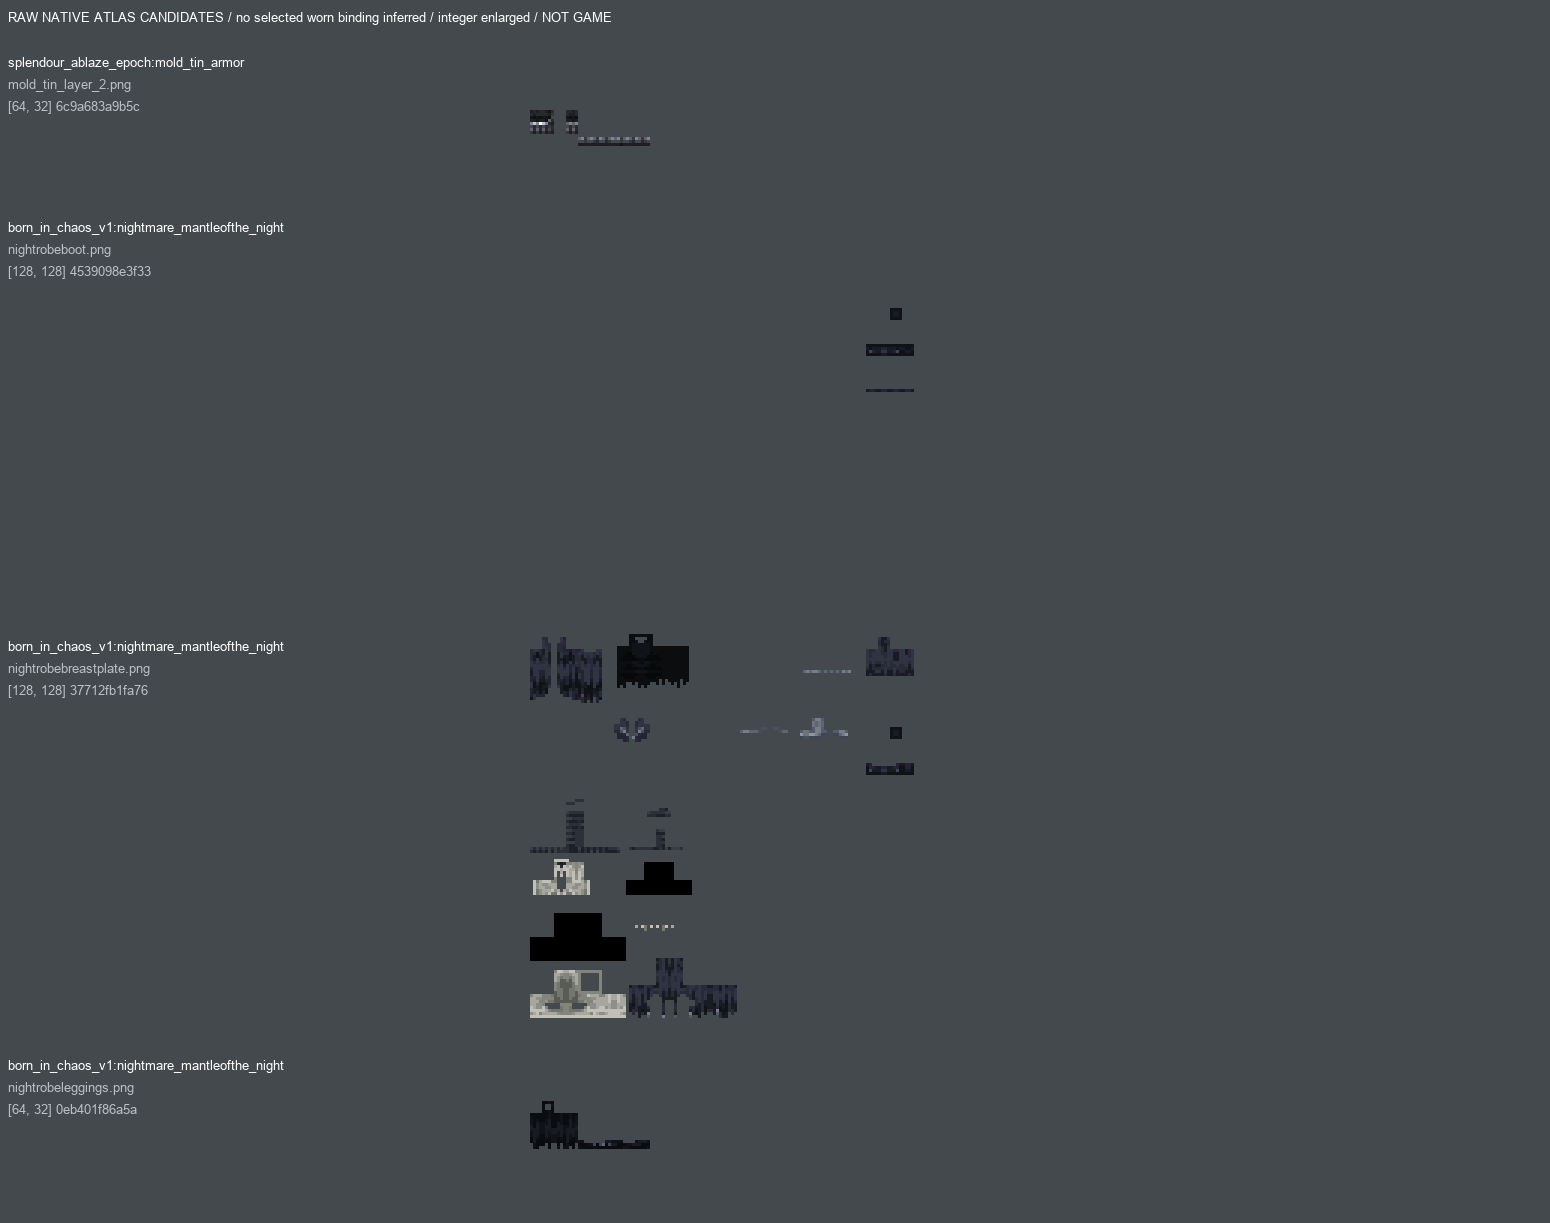 RAW NATIVE ATLAS CANDIDATES / no selected worn binding inferred / integer enlarged / NOT GAME
splendour_ablaze_epoch:mold_tin_armor
mold_tin_layer_2.png
[64, 32] 6c9a683a9b5c
born_in_chaos_v1:nightmare_mantleofthe_night
nightrobeboot.png
[128, 128] 4539098e3f33
born_in_chaos_v1:nightmare_mantleofthe_night
nightrobebreastplate.png
[128, 128] 37712fb1fa76
born_in_chaos_v1:nightmare_mantleofthe_night
nightrobeleggings.png
[64, 32] 0eb401f86a5a